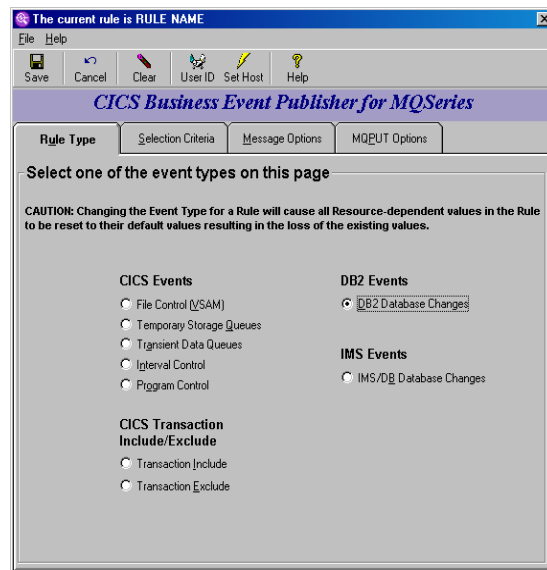 The current rule is RULE NAME
File Help
Save Cancel Clear User ID Set Host Help
CICS Business Event Publisher for MQSeries
Rule Type Selection Criteria Message Options MQPUT Options
Select one of the event types on this page
CAUTION: Changing the Event Type for a Rule will cause all Resource-dependent values in the Rule
to be reset to their default values resulting in the loss of the existing values.
CICS Events
File Control (VSAM)
Temporary Storage Queues
Transient Data Queues
Interval Control
Program Control
CICS Transaction
Include/Exclude
Transaction Include
Transaction Exclude
DB2 Events
DB2 Database Changes
IMS Events
IMS/DB Database Changes